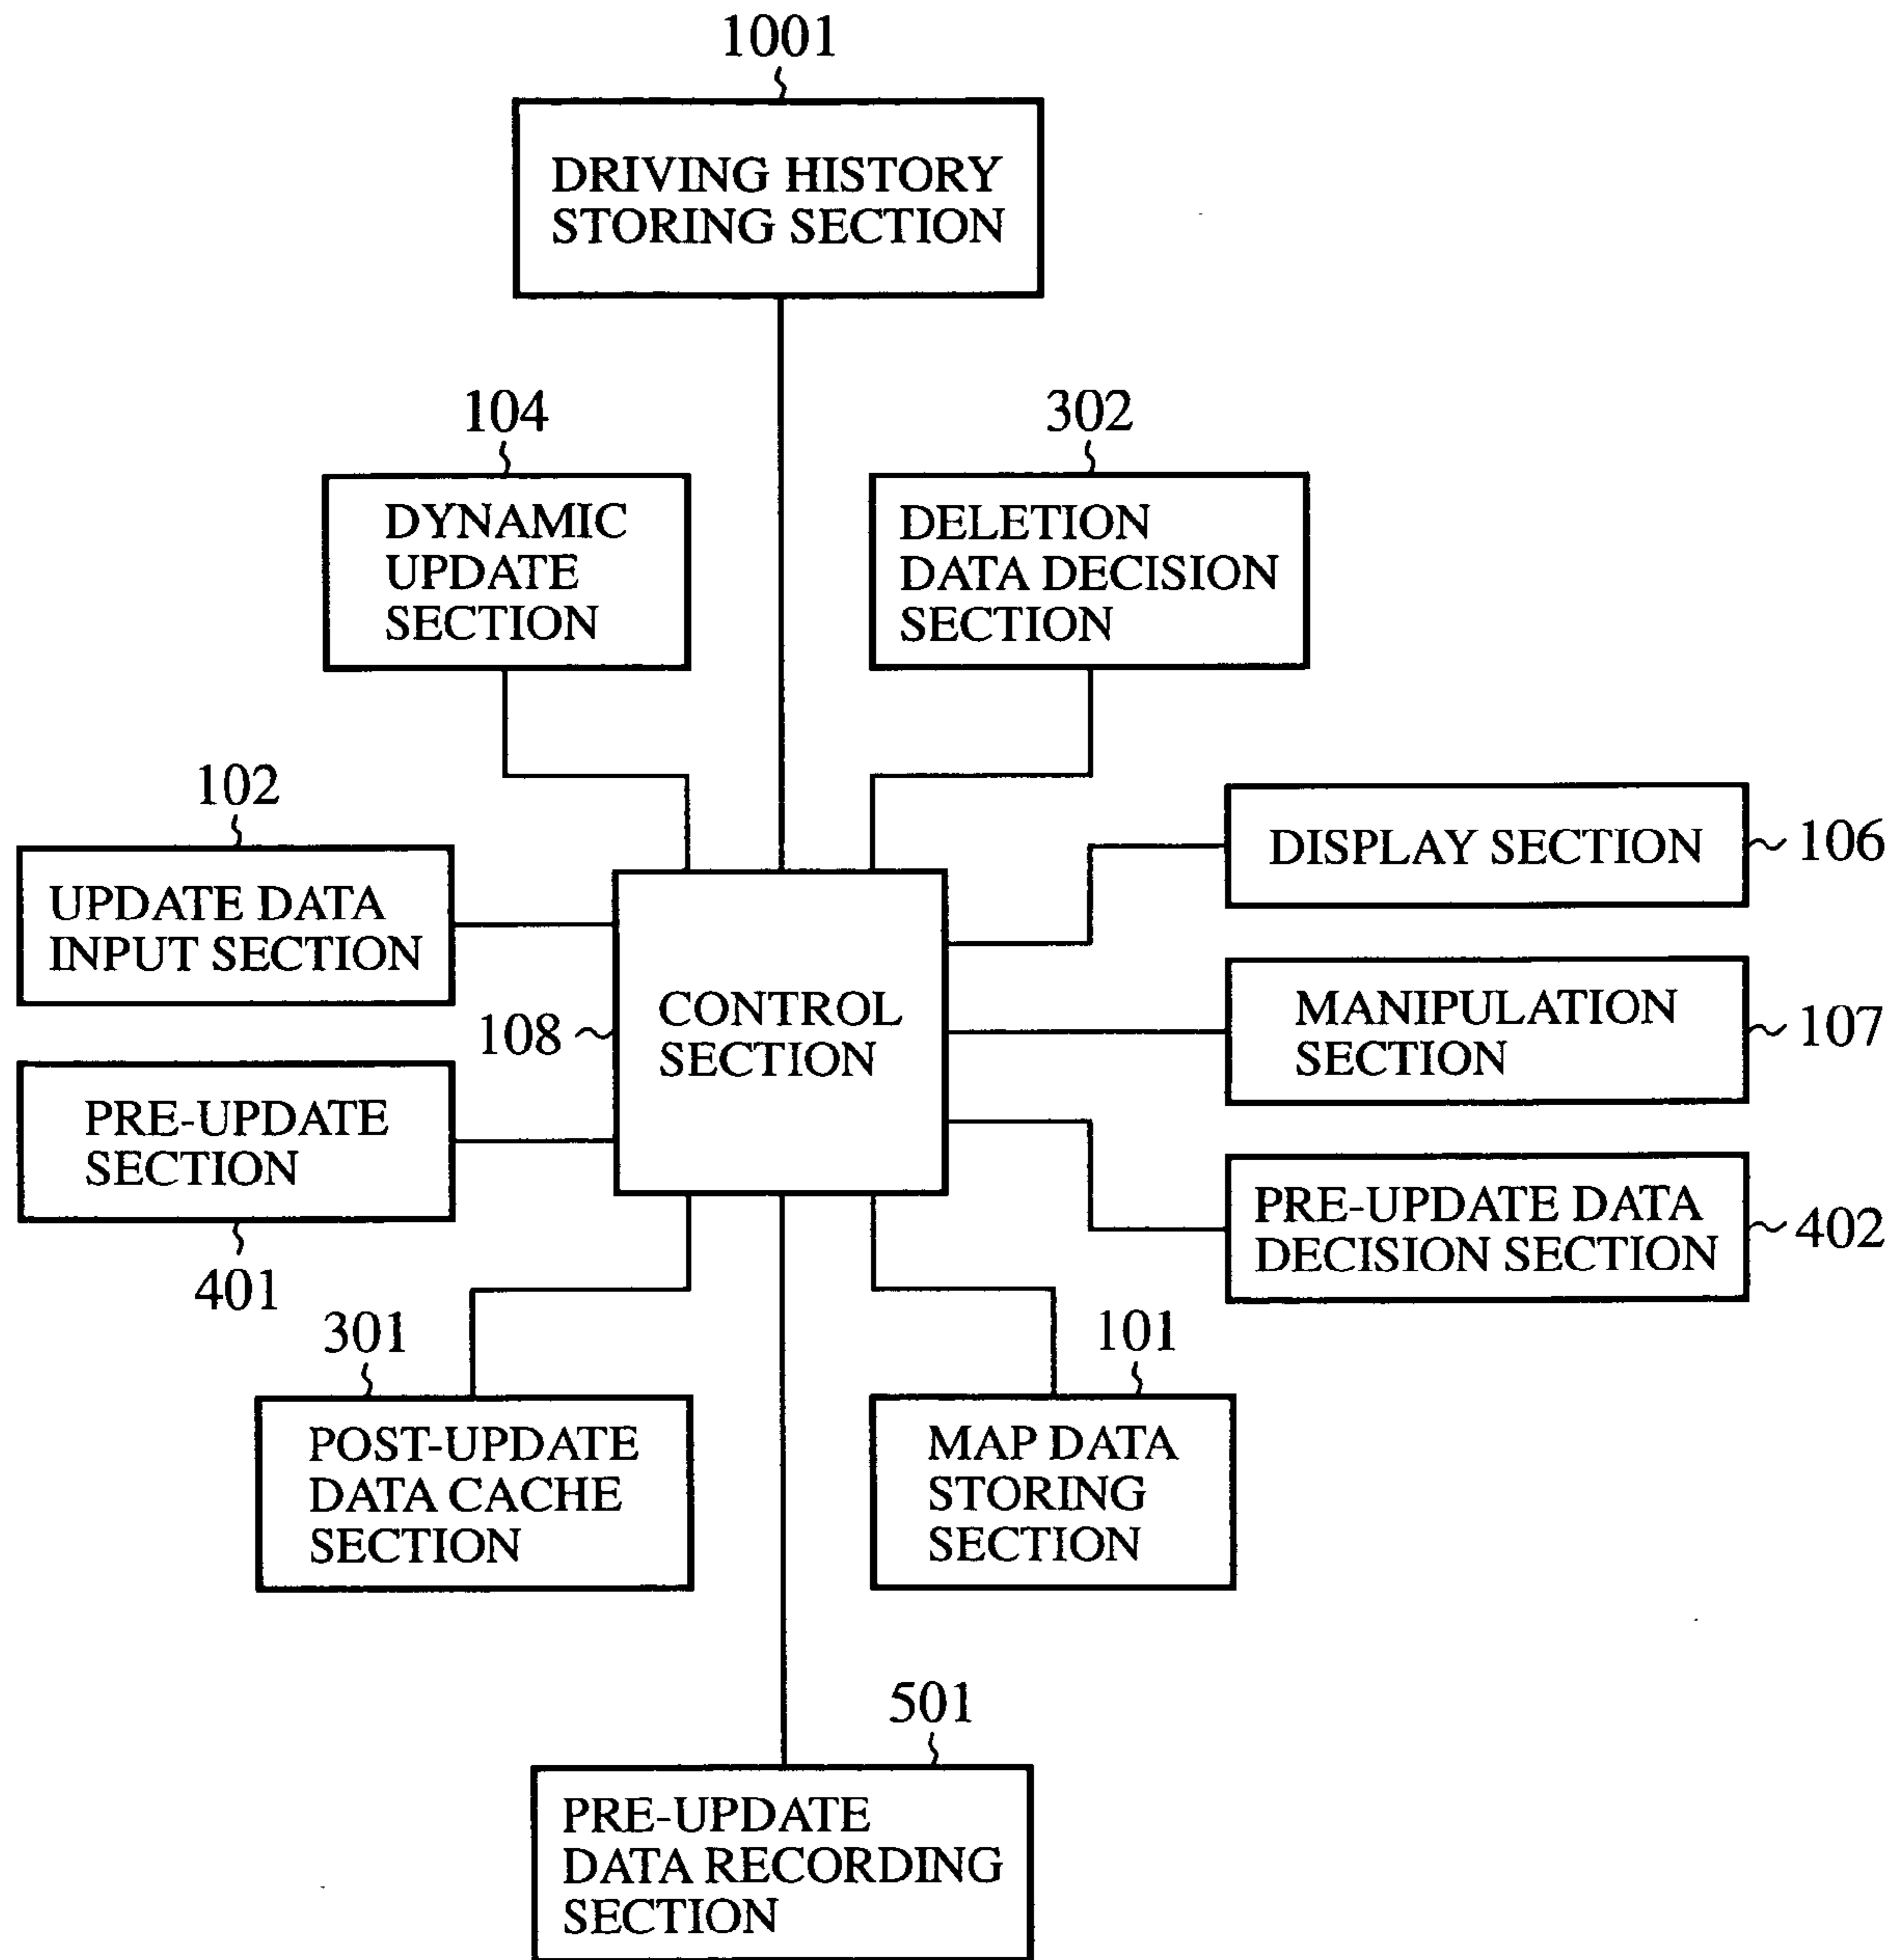 1001
DRIVING HISTORY
STORING SECTION
104
DYNAMIC
UPDATE
SECTION
302
DELETION
DATA DECISION
SECTION
102
UPDATE DATA
INPUT SECTION
DISPLAY SECTION
106
108
CONTROL
SECTION
MANIPULATION
SECTION
107
PRE-UPDATE
SECTION
401
PRE-UPDATE DATA
DECISION SECTION
402
301
POST-UPDATE
DATA CACHE
SECTION
101
MAP DATA
STORING
SECTION
501
PRE-UPDATE
DATA RECORDING
SECTION